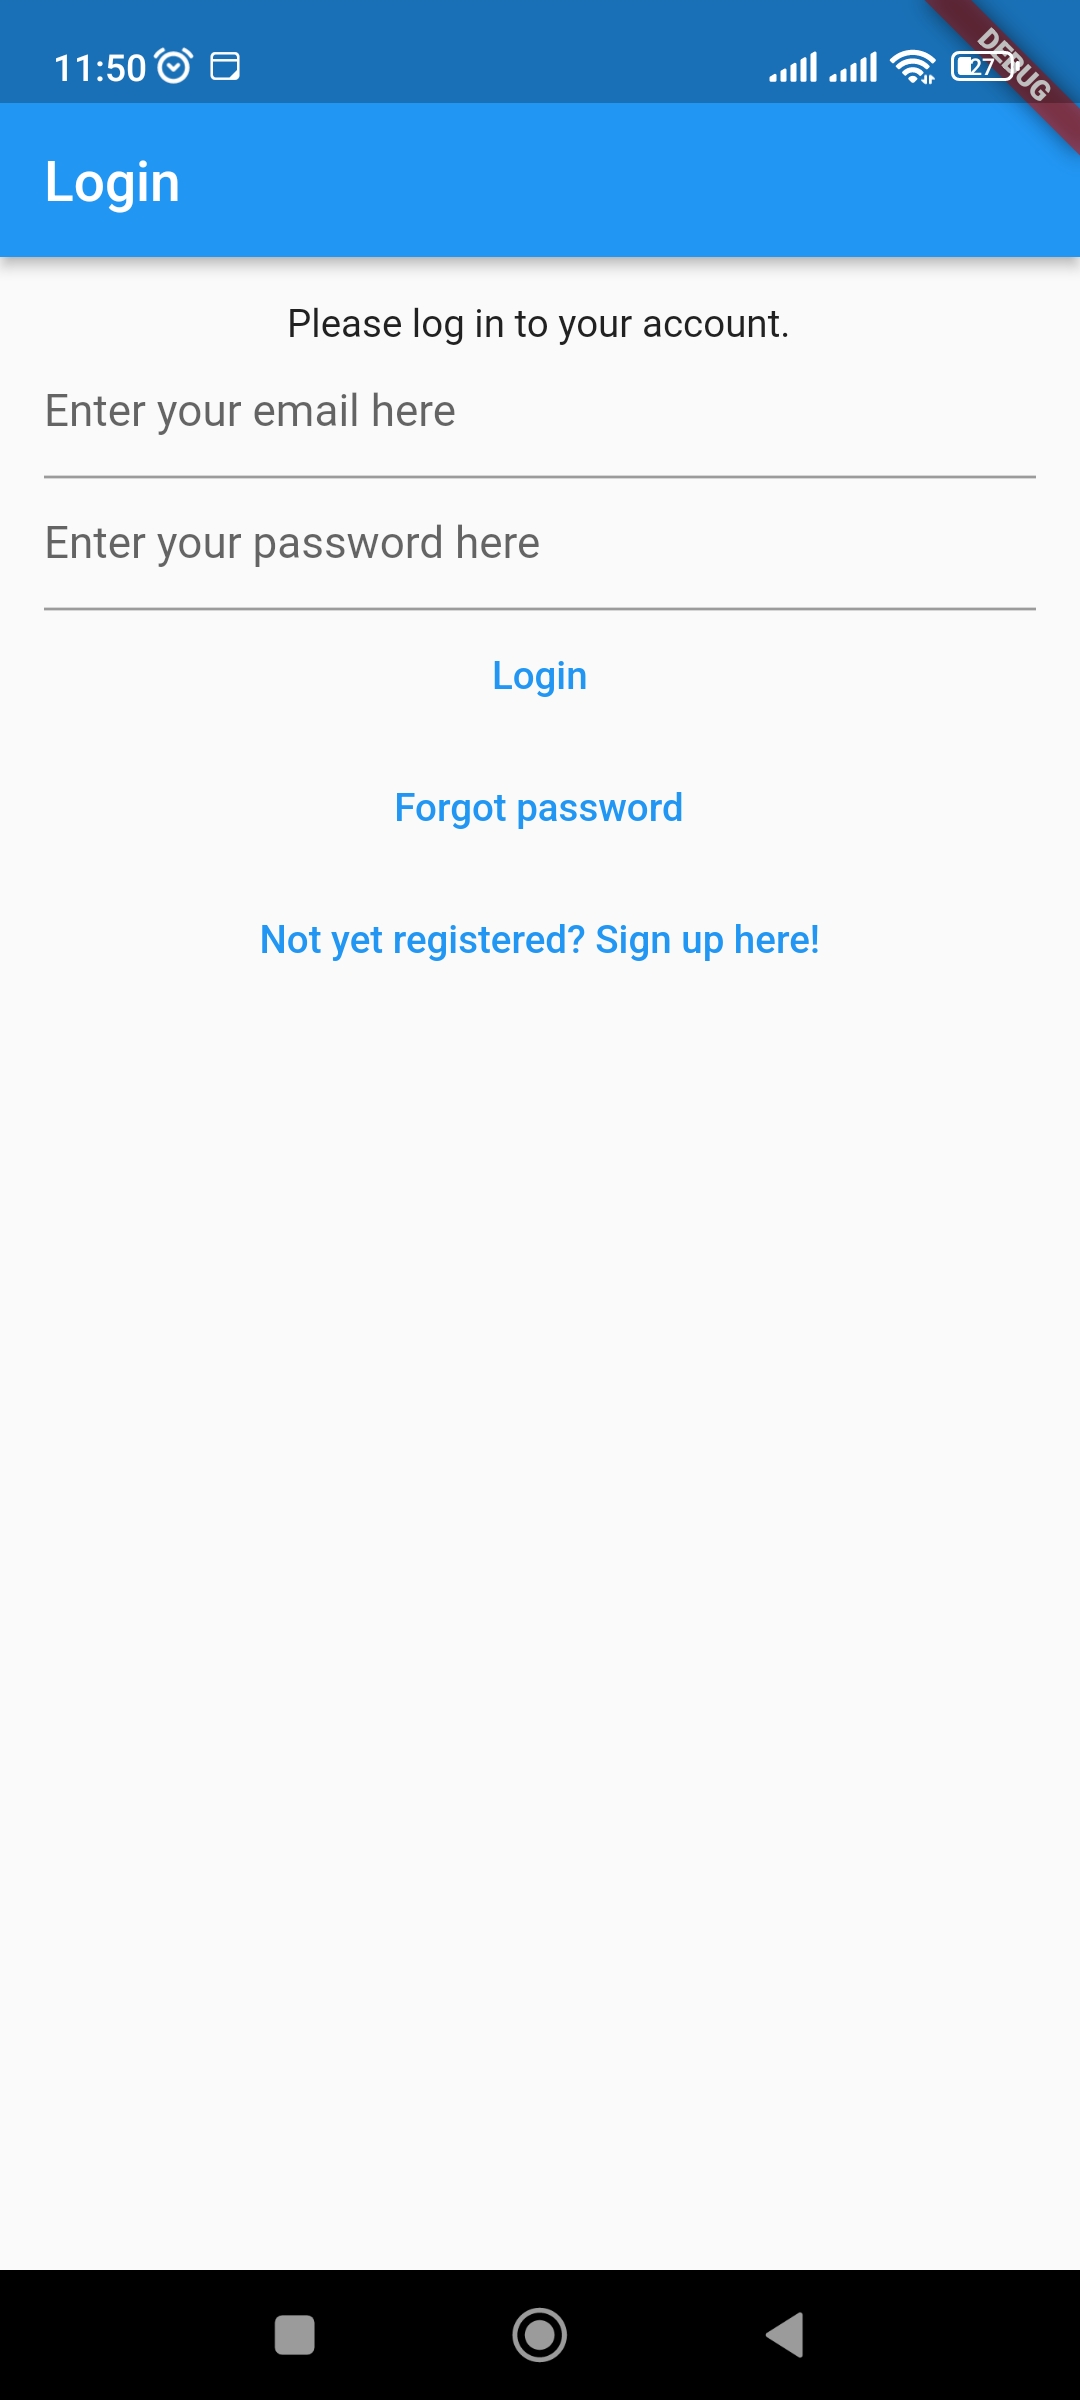 11:50
27
DEBUG
Login
Please log in to your account.
Enter your email here
Enter your password here
Login
Forgot password
Not yet registered? Sign up here!